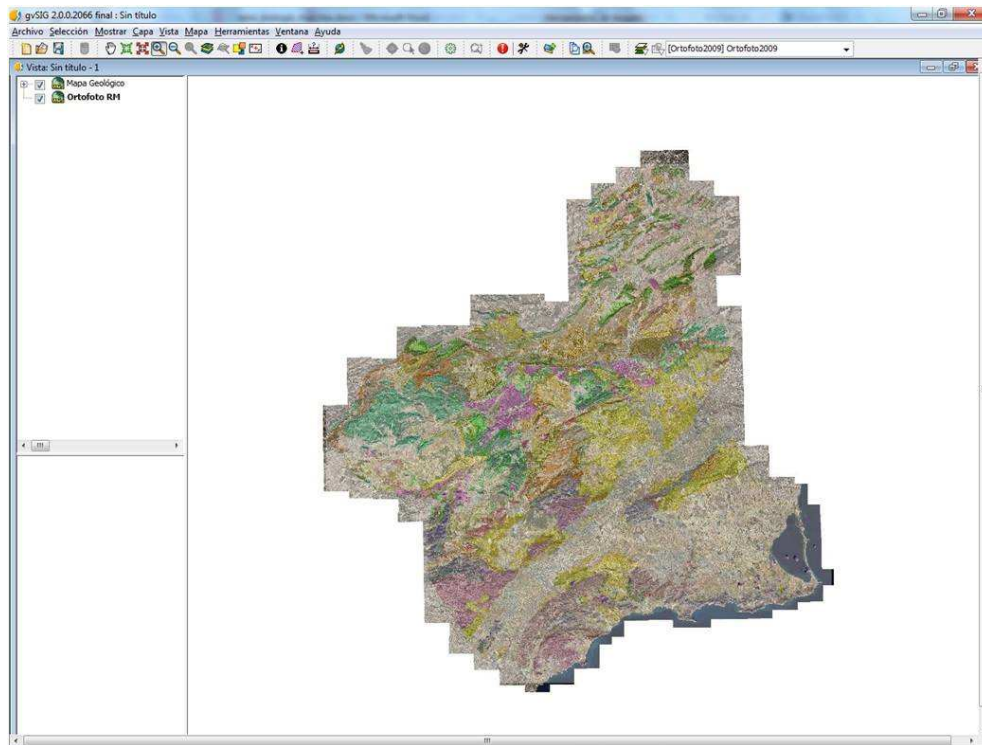 gvSIG 2.0.0.2066 final : Sin título
Archivo Selección Mostrar Capa Vista Mapa Herramientas Ventana Ayuda
[Ortofoto2009] Ortofoto2009
Vista: Sin título - 1
Mapa Geológico
Ortofoto RM